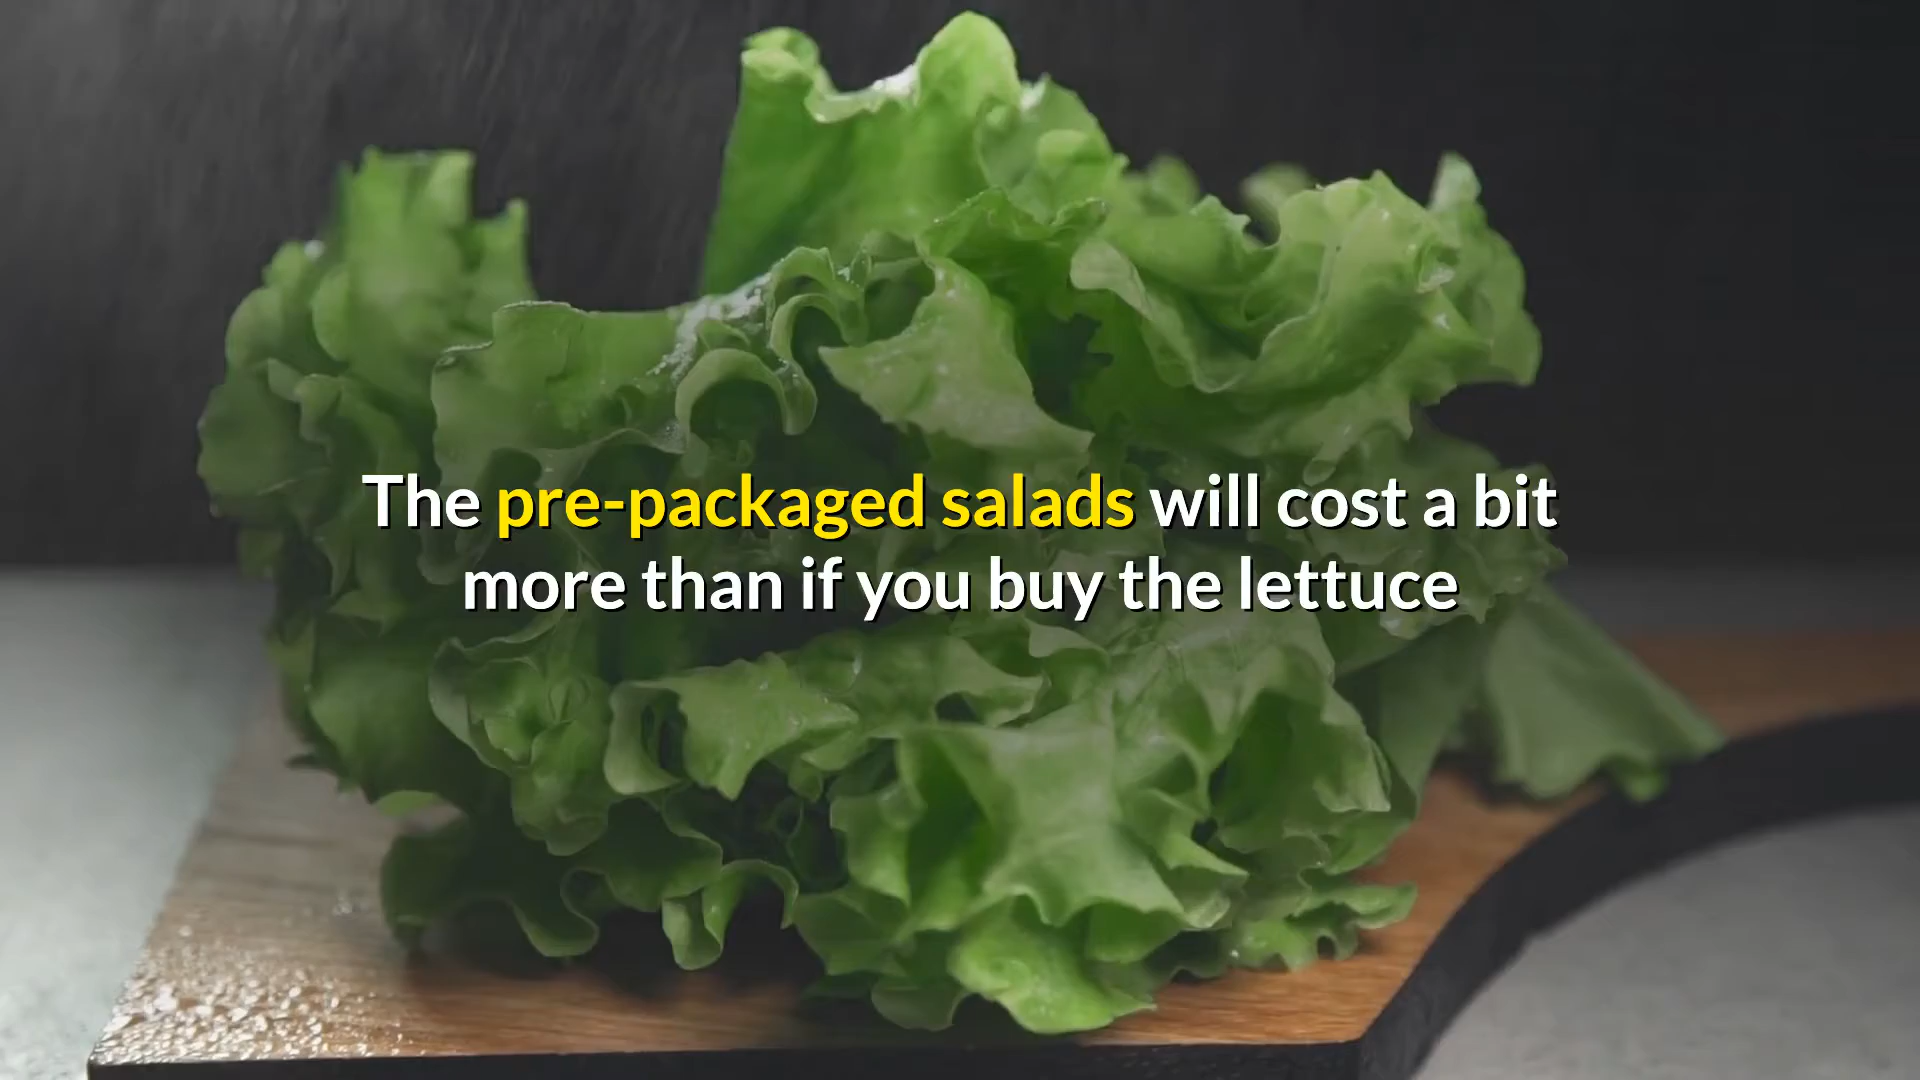 The pre-packaged salads will cost a bit
more than if you buy the lettuce